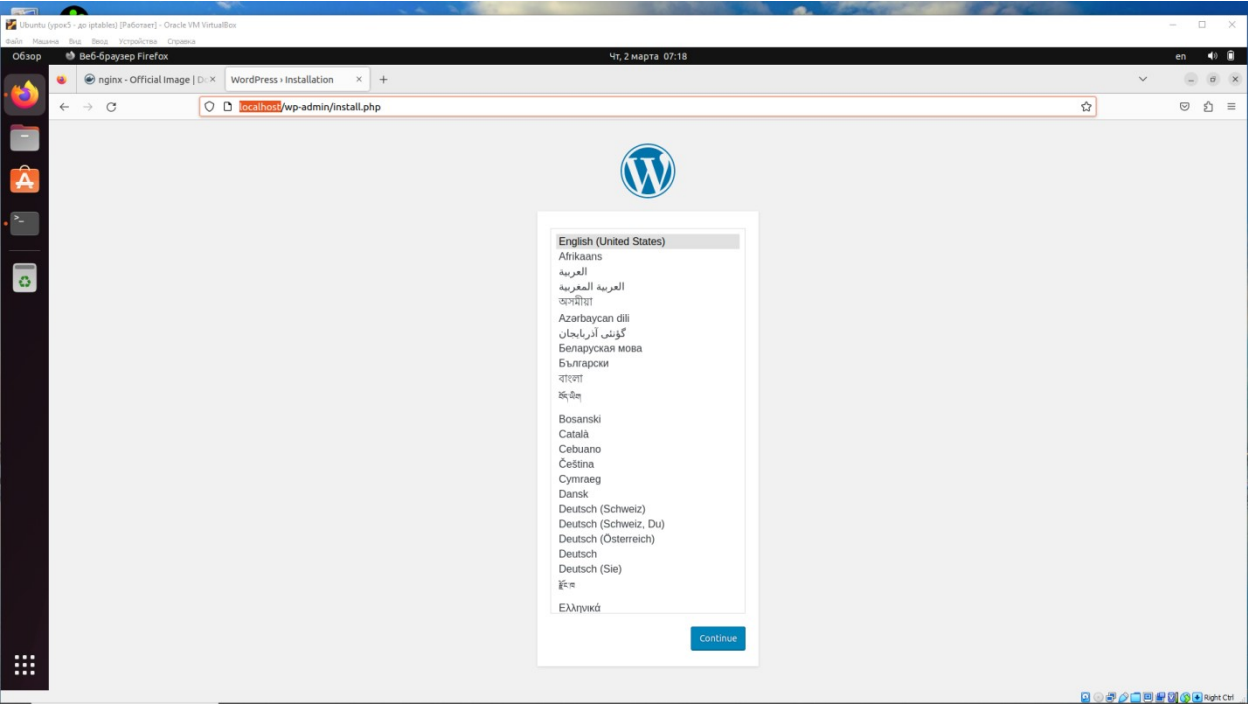 Ubuntu (урок5 - до iptables) [Работает] - Oracle VM VirtualBox
Файл Машина Вид Ввод Устройства Справка
Обзор Веб-браузер Firefox Чт, 2 марта 07:18 en
nginx - Official Image | Do × WordPress › Installation × +
localhost/wp-admin/install.php
English (United States)
Afrikaans
العربية
العربية المغربية
অসমীয়া
Azərbaycan dili
گؤنئی آذربایجان
Беларуская мова
Български
বাংলা
བོད་ཡིག
Bosanski
Català
Cebuano
Čeština
Cymraeg
Dansk
Deutsch (Schweiz)
Deutsch (Schweiz, Du)
Deutsch (Österreich)
Deutsch
Deutsch (Sie)
རྫོང་ཁ
Ελληνικά
Continue
Right Ctrl